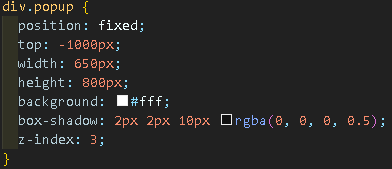 div.popup {
position: fixed;
top: -1000px;
width: 650px;
height: 800px;
background: #fff;
box-shadow: 2px 2px 10px rgba(0, 0, 0, 0.5);
z-index: 3;
}